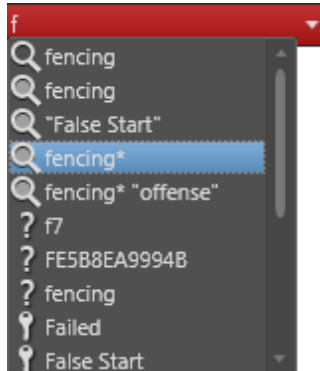 f
fencing
fencing
"False Start"
fencing*
fencing* "offense"
f7
FE5B8EA9994B
fencing
Failed
False Start